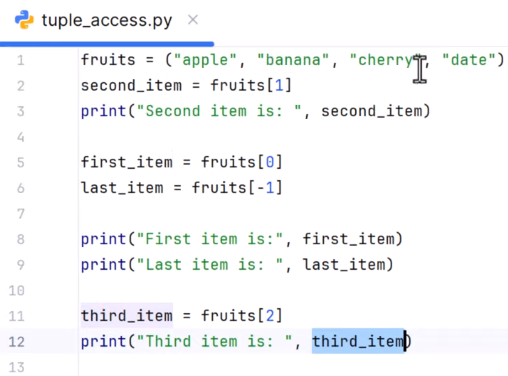 tuple_access.py
1 fruits = ("apple", "banana", "cherry", "date")
2 second_item = fruits[1]
3 print("Second item is: ", second_item)
4
5 first_item = fruits[0]
6 last_item = fruits[-1]
7
8 print("First item is:", first_item)
9 print("Last item is: ", last_item)
10
11 third_item = fruits[2]
12 print("Third item is: ", third_item)
13